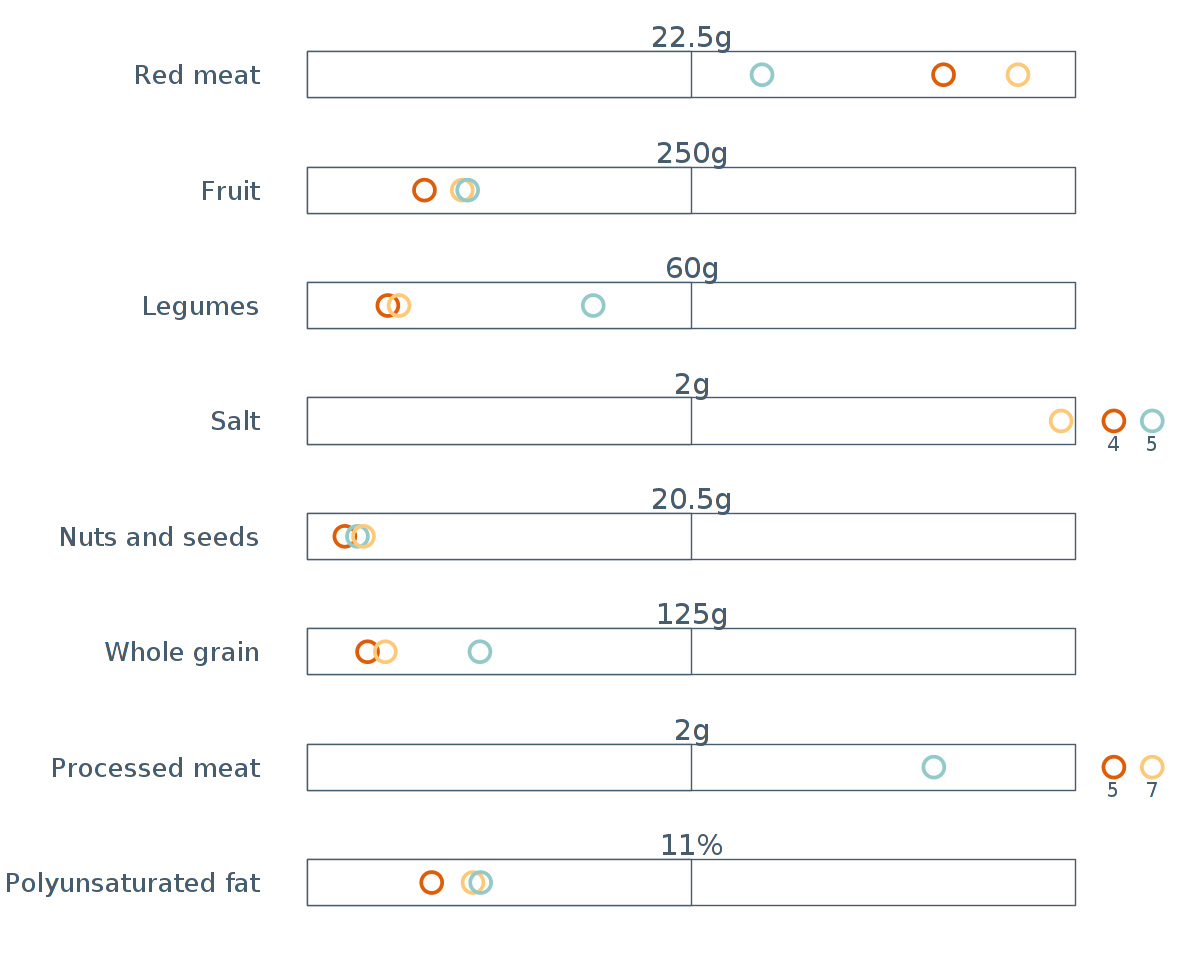 22.5g
Red meat
250g
Fruit
60g
Legumes
2g
Salt
4 5
20.5g
Nuts and seeds
125g
Whole grain
2g
Processed meat
5 7
11%
Polyunsaturated fat